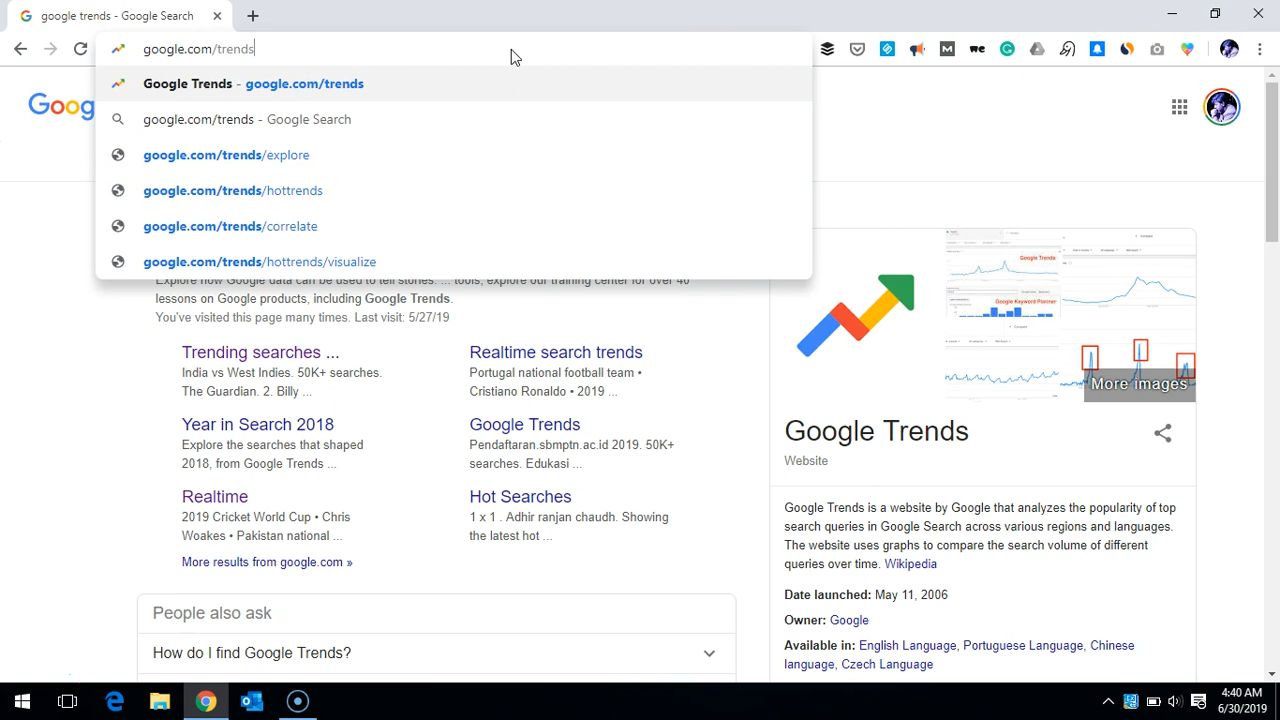 google trends - Google Search
google.com/trends
Google Trends - google.com/trends
google.com/trends - Google Search
google.com/trends/explore
google.com/trends/hottrends
google.com/trends/correlate
google.com/trends/hottrends/visualize
Goog
Explore how Google data can be used to tell stories. ... tools, explore our training center for over 40
lessons on Google products, including Google Trends.
You've visited this page many times. Last visit: 5/27/19
Trending searches ...
India vs West Indies. 50K+ searches.
The Guardian. 2. Billy ...
Realtime search trends
Portugal national football team •
Cristiano Ronaldo • 2019 ...
Year in Search 2018
Explore the searches that shaped
2018, from Google Trends ...
Google Trends
Pendaftaran.sbmptn.ac.id 2019. 50K+
searches. Edukasi ...
Realtime
2019 Cricket World Cup • Chris
Woakes • Pakistan national ...
Hot Searches
1 x 1 . Adhir ranjan chaudh. Showing
the latest hot ...
More results from google.com »
People also ask
How do I find Google Trends?
Google Trends
Google Keyword Planner
More images
Google Trends
Website
Google Trends is a website by Google that analyzes the popularity of top
search queries in Google Search across various regions and languages.
The website uses graphs to compare the search volume of different
queries over time. Wikipedia
Date launched: May 11, 2006
Owner: Google
Available in: English Language, Portuguese Language, Chinese
language, Czech Language
4:40 AM
6/30/2019